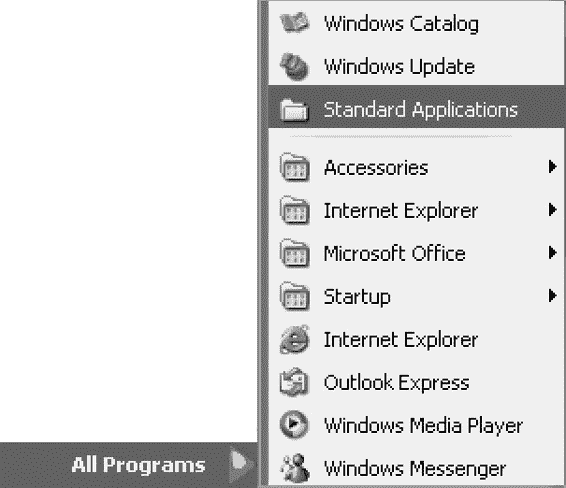 Windows Catalog
Windows Update
Standard Applications
Accessories
Internet Explorer
Microsoft Office
Startup
Internet Explorer
Outlook Express
Windows Media Player
Windows Messenger
All Programs